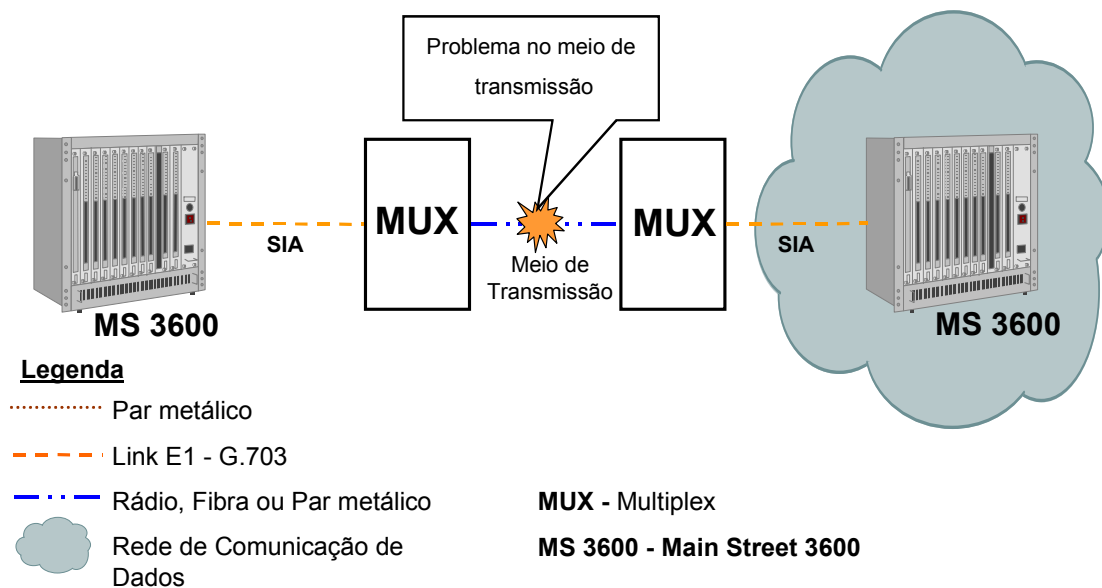 Problema no meio de
transmissão
MUX
MUX
SIA
SIA
Meio de
Transmissão
MS 3600
MS 3600
Legenda
Par metálico
Link E1 - G.703
Rádio, Fibra ou Par metálico
MUX - Multiplex
Rede de Comunicação de
Dados
MS 3600 - Main Street 3600